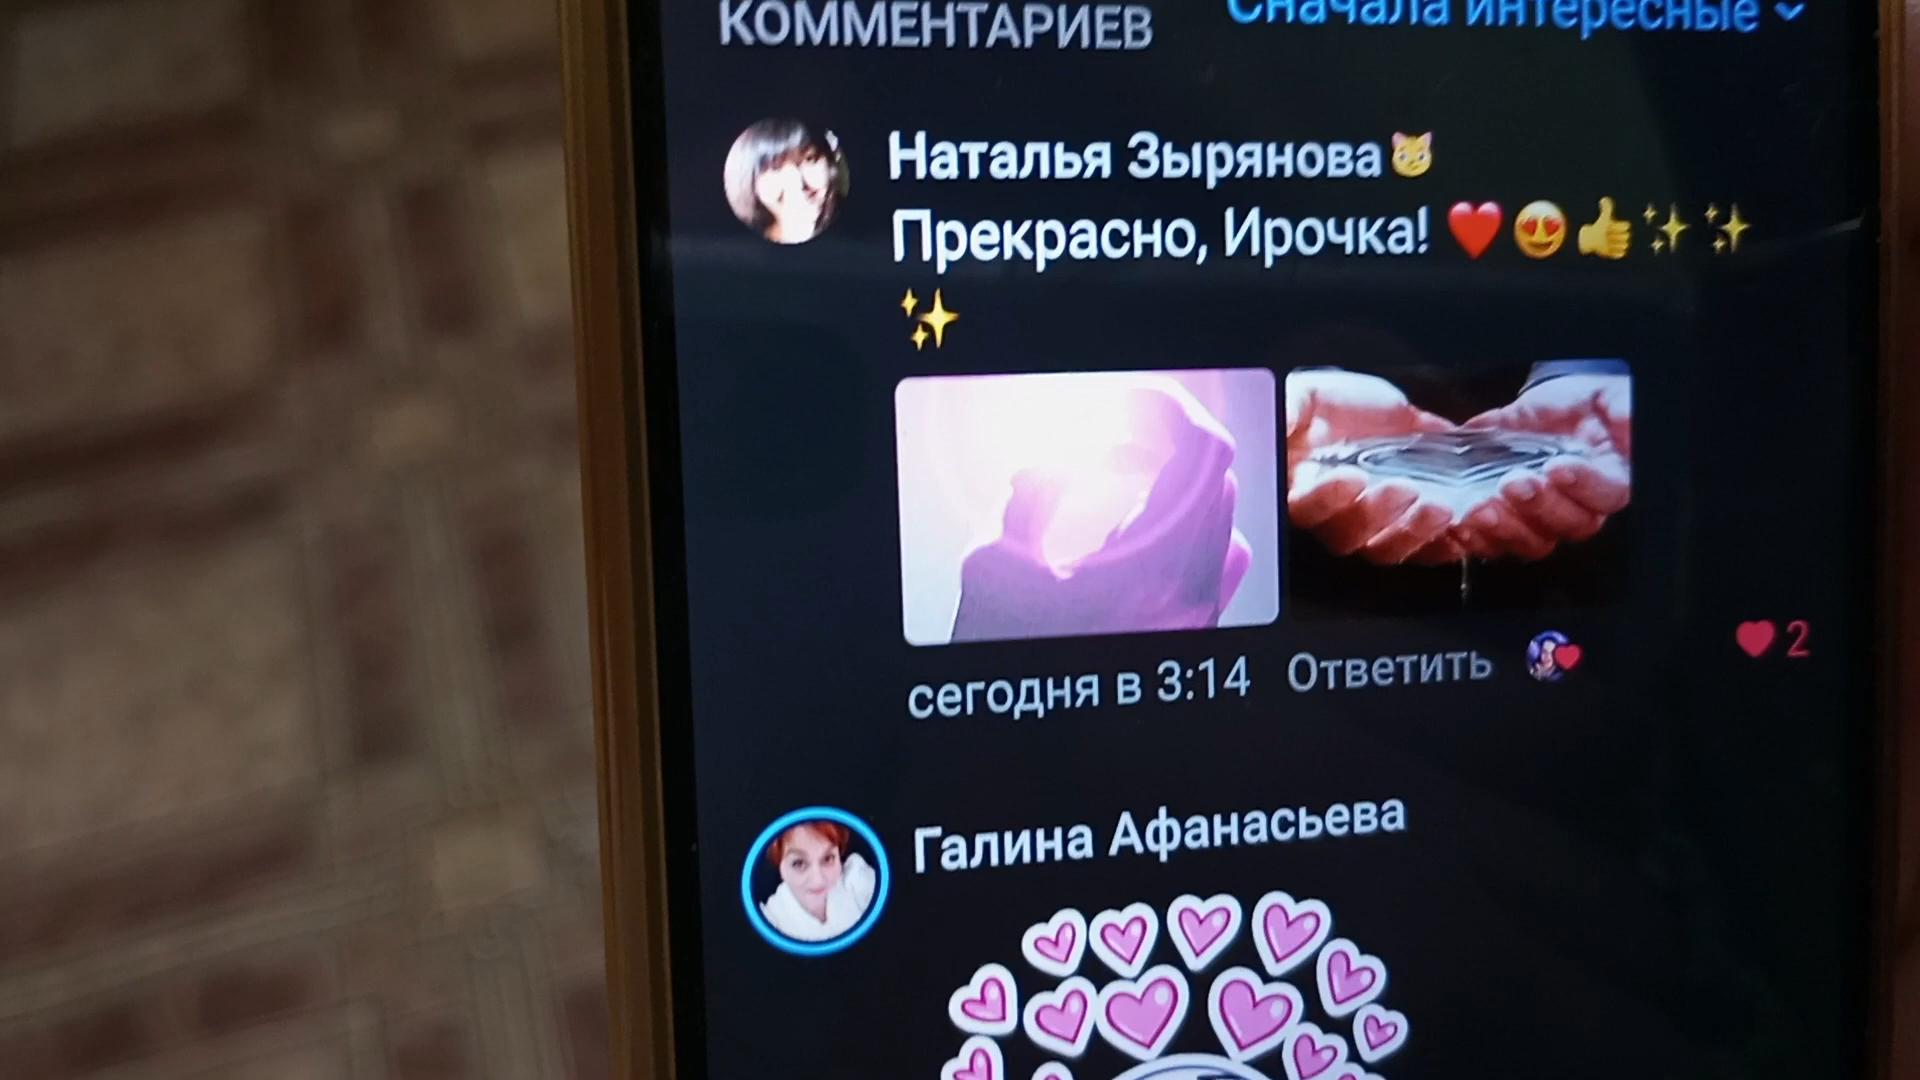 КОММЕНТАРИЕВ
Сначала интересные
Наталья Зырянова
Прекрасно, Ирочка!
сегодня в 3:14 Ответить 2
Галина Афанасьева